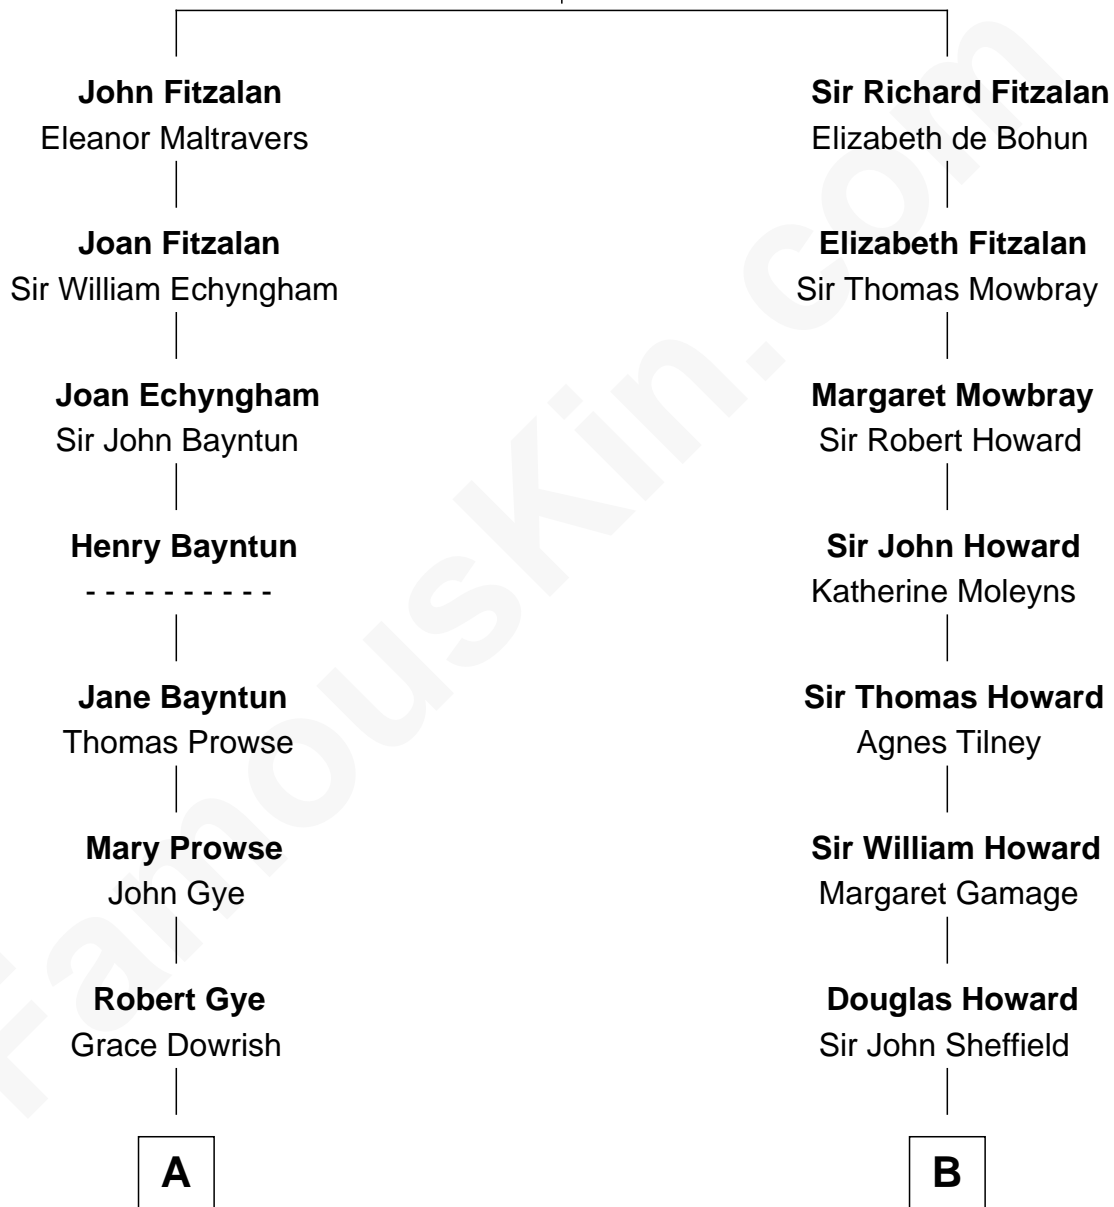 John Fitzalan
Eleanor Maltravers
Joan Fitzalan
Sir William Echyngham
Joan Echyngham
Sir John Bayntun
Henry Bayntun
- - - - - - - - - -
Jane Bayntun
Thomas Prowse
Mary Prowse
John Gye
Robert Gye
Grace Dowrish
A
Sir Richard Fitzalan
Elizabeth de Bohun
Elizabeth Fitzalan
Sir Thomas Mowbray
Margaret Mowbray
Sir Robert Howard
Sir John Howard
Katherine Moleyns
Sir Thomas Howard
Agnes Tilney
Sir William Howard
Margaret Gamage
Douglas Howard
Sir John Sheffield
B
FamousKin.com